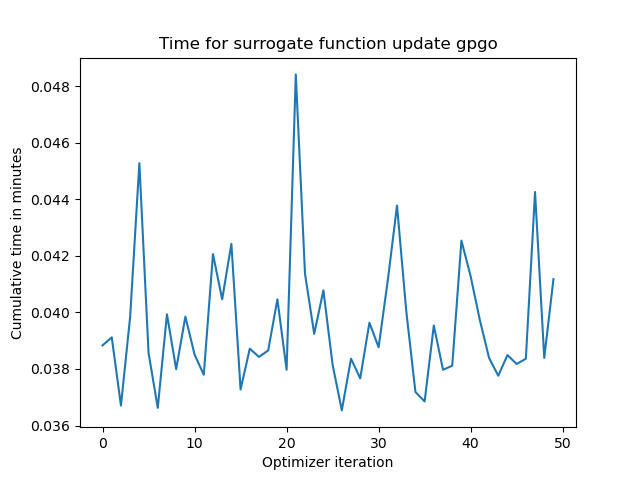 Time for surrogate function update gpgo
Cumulative time in minutes
0.048
0.046
0.044
0.042
0.040
0.038
0.036
0 10 20 30 40 50
Optimizer iteration